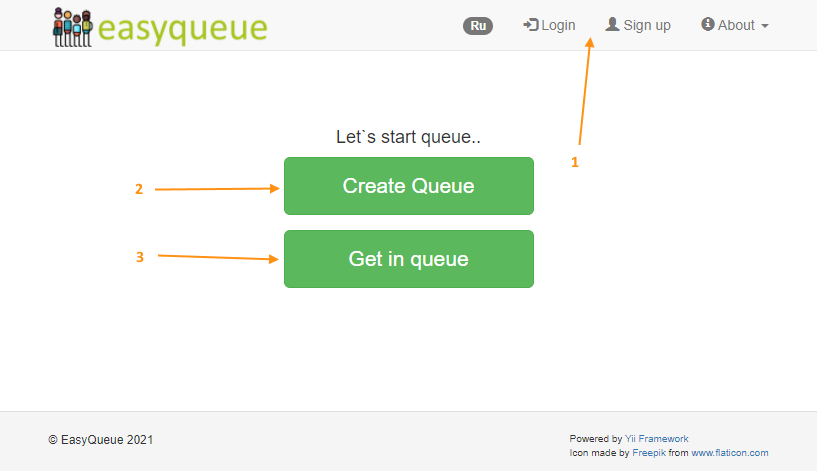 easyqueue Ru Login Sign up About
Let`s start queue..
1
2 Create Queue
3 Get in queue
© EasyQueue 2021
Powered by Yii Framework
Icon made by Freepik from www.flaticon.com